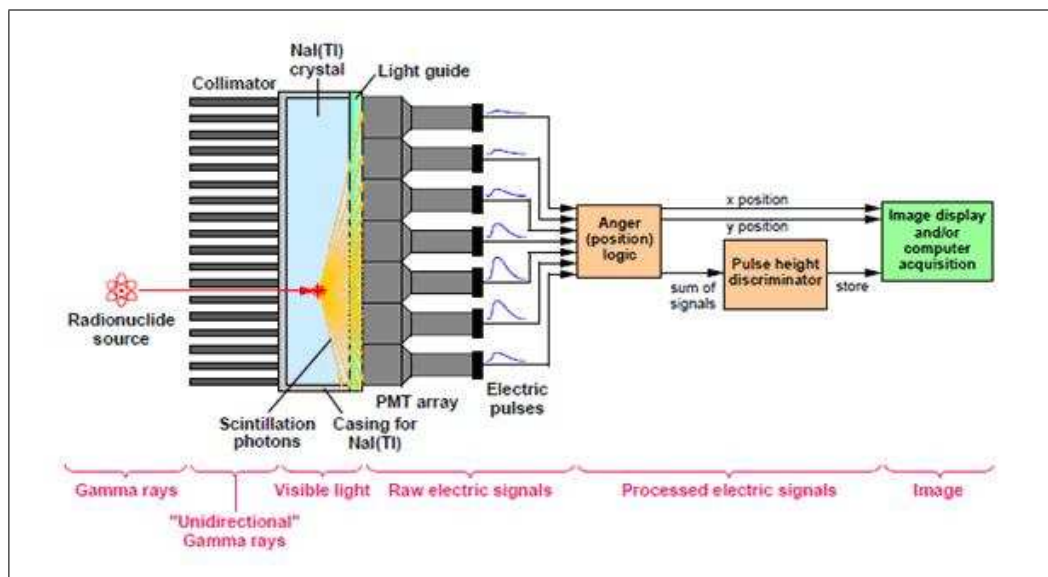 NaI(Tl)
crystal
Light guide
Collimator
x position
y position
Anger
(position)
logic
Image display
and/or
computer
acquisition
Pulse height
discriminator
sum of
signals
store
Radionuclide
source
Electric
pulses
PMT array
Scintillation
photons
Casing for
NaI(Tl)
Gamma rays
Visible light
Raw electric signals
Processed electric signals
Image
"Unidirectional"
Gamma rays